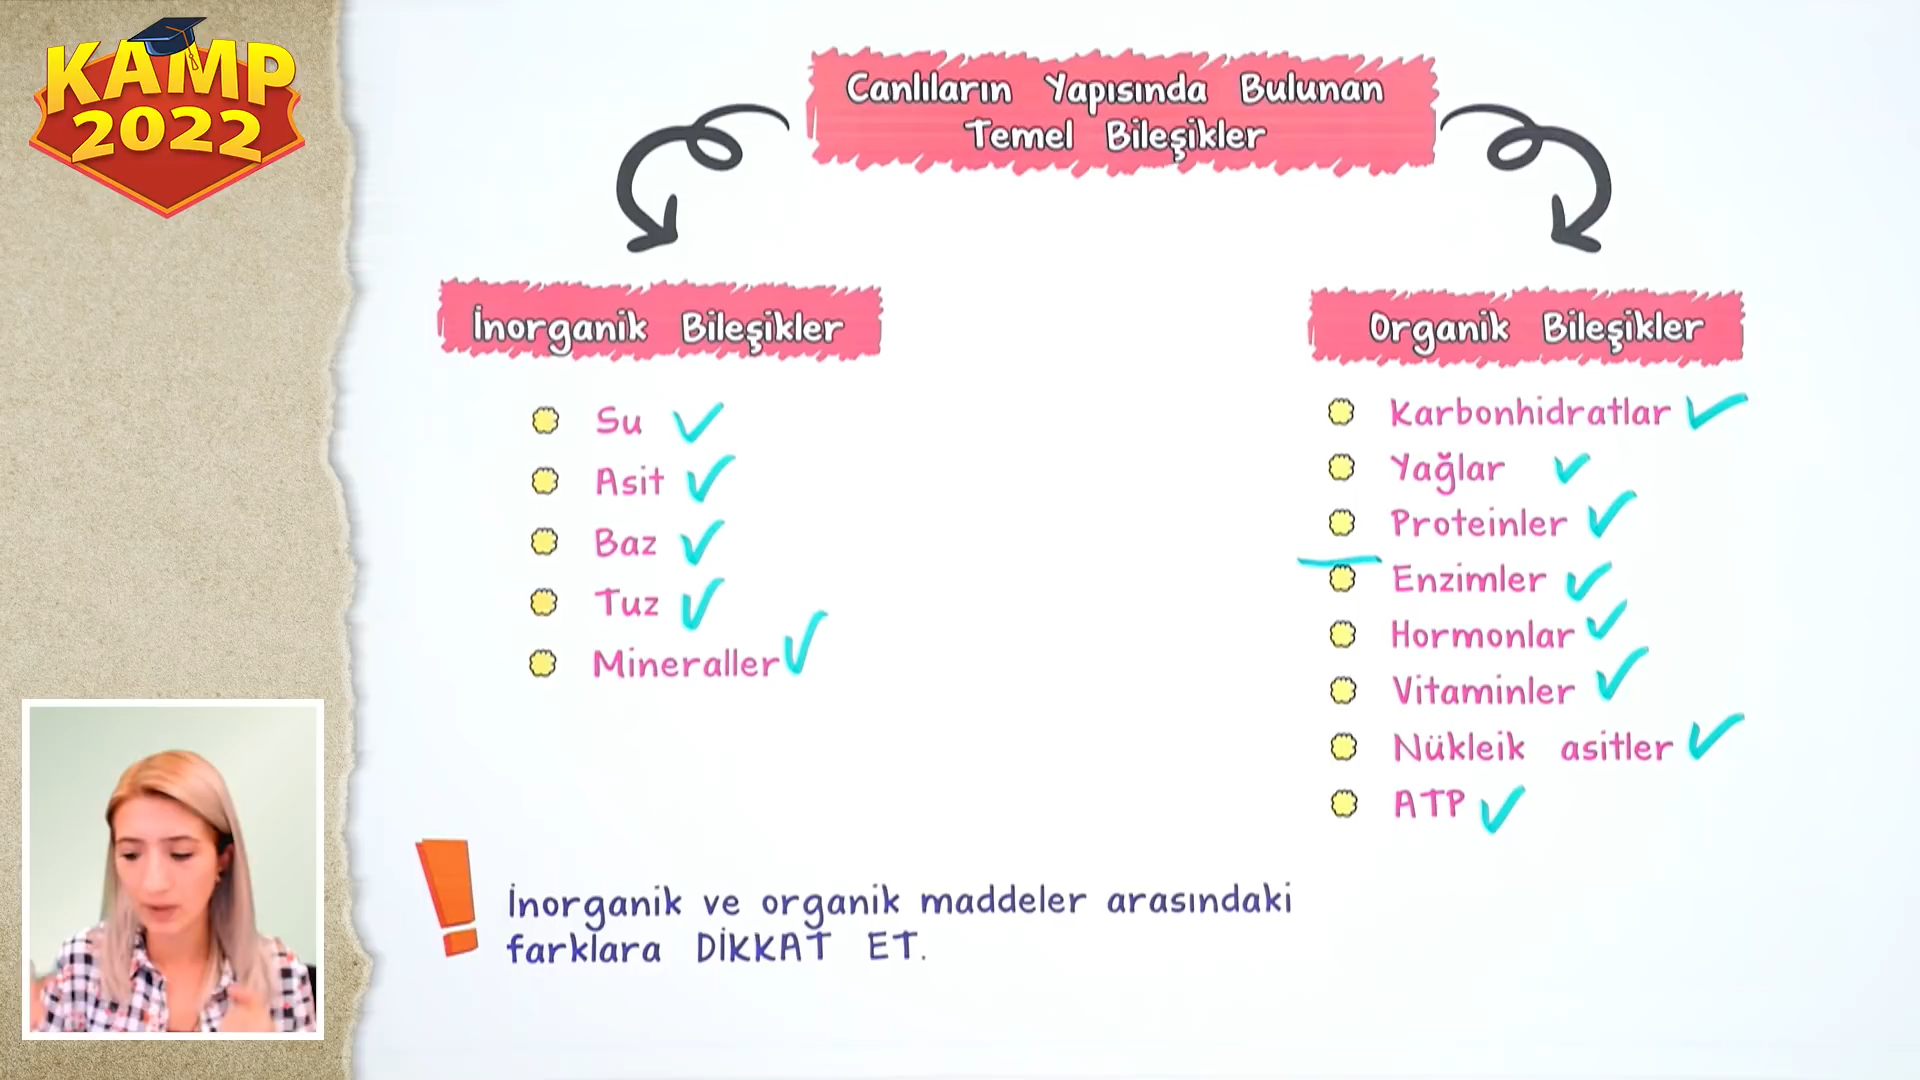 KAMP
2022
Canlıların Yapısında Bulunan
Temel Bileşikler
İnorganik Bileşikler
Su
Asit
Baz
Tuz
Mineraller
Organik Bileşikler
Karbonhidratlar
Yağlar
Proteinler
Enzimler
Hormonlar
Vitaminler
Nükleik asitler
ATP
İnorganik ve organik maddeler arasındaki
farklara DİKKAT ET.